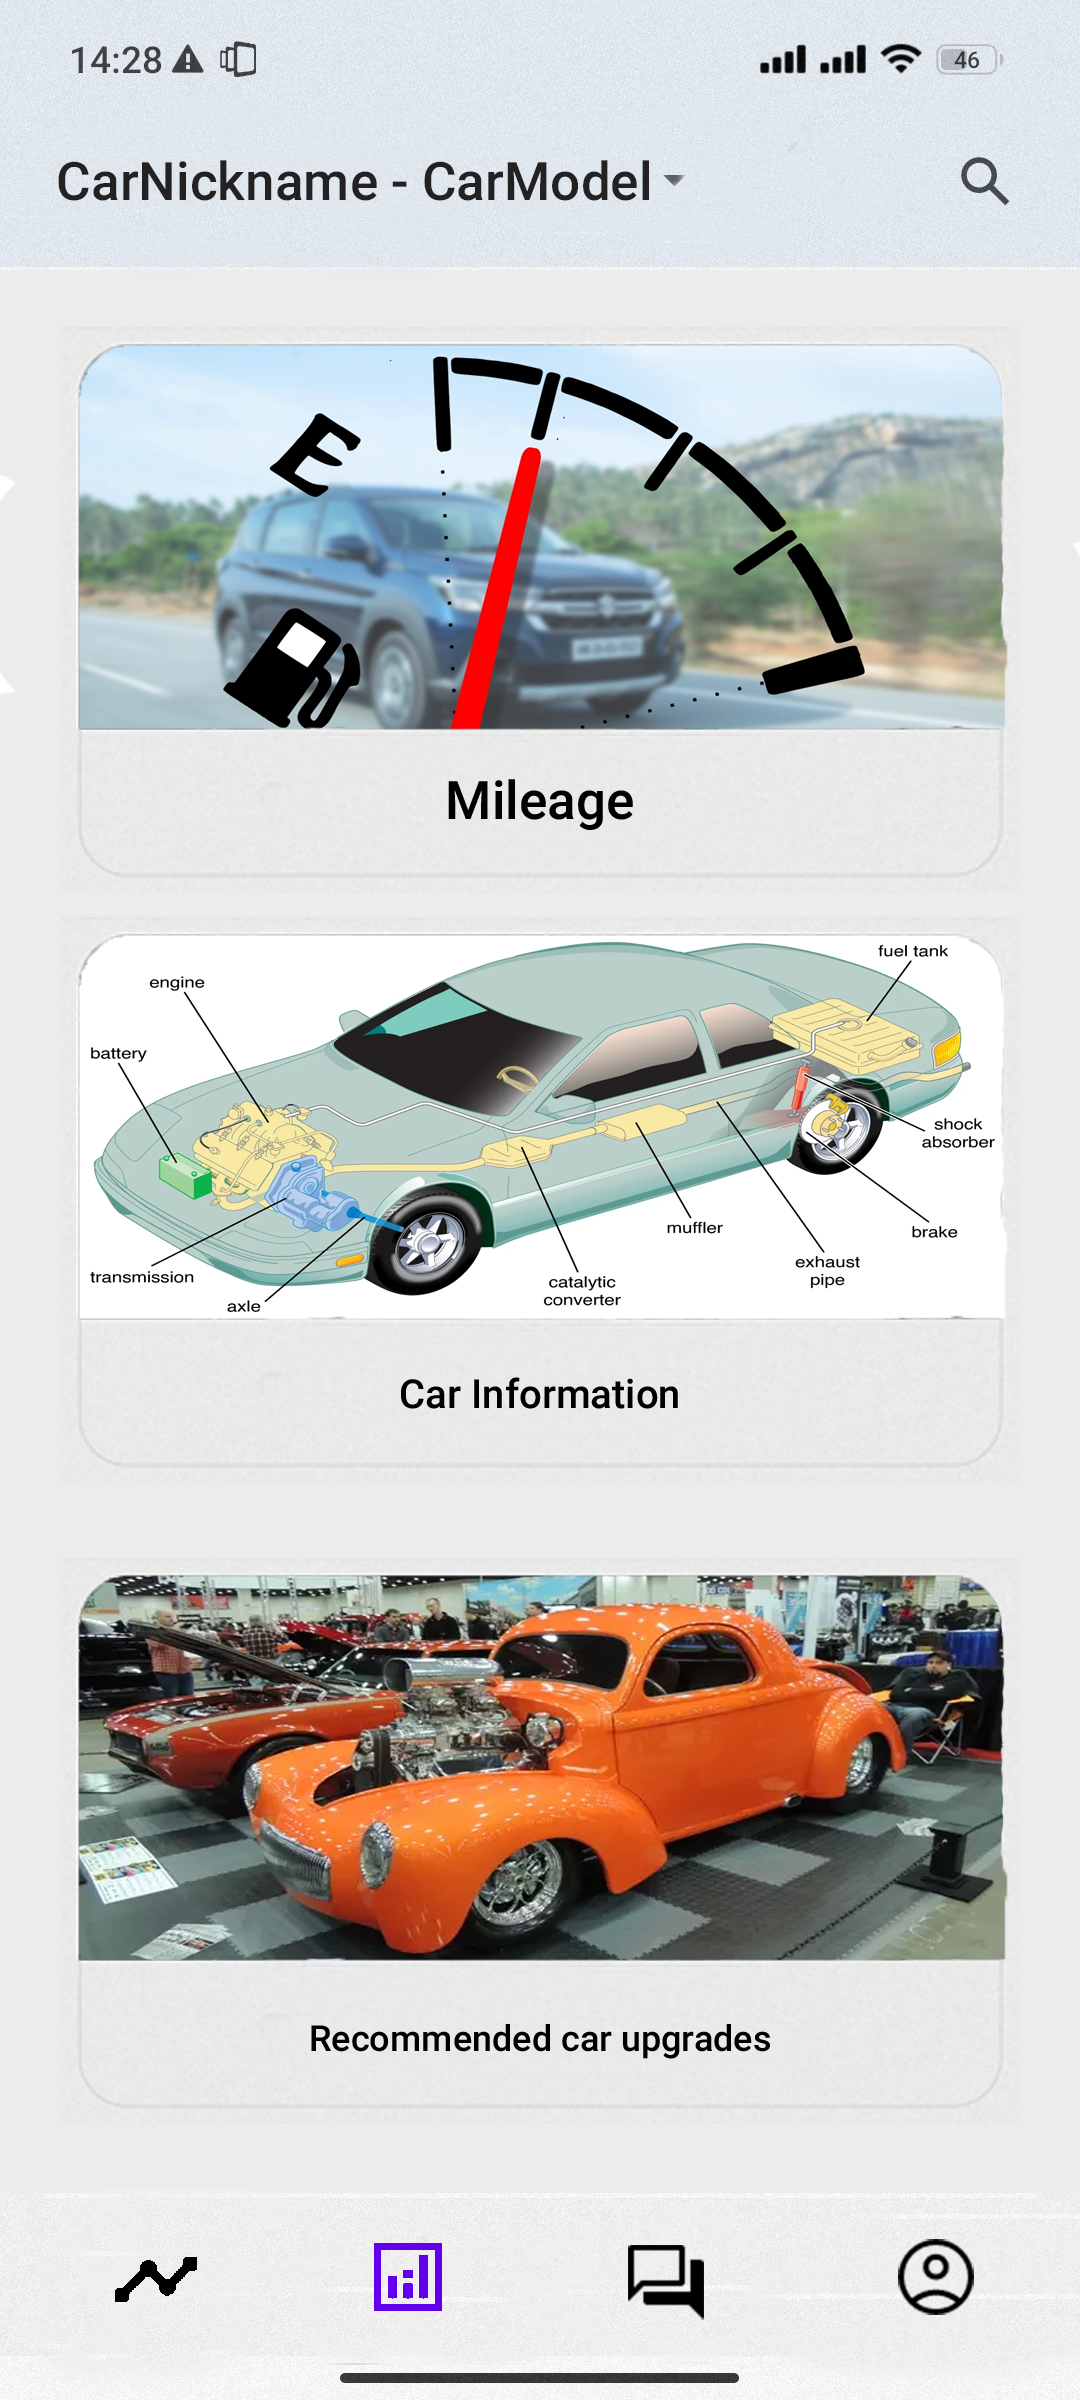 14:28
46
CarNickname - CarModel
E
Mileage
fuel tank
engine
battery
shock
absorber
muffler
brake
exhaust
pipe
transmission
catalytic
converter
axle
Car Information
Recommended car upgrades